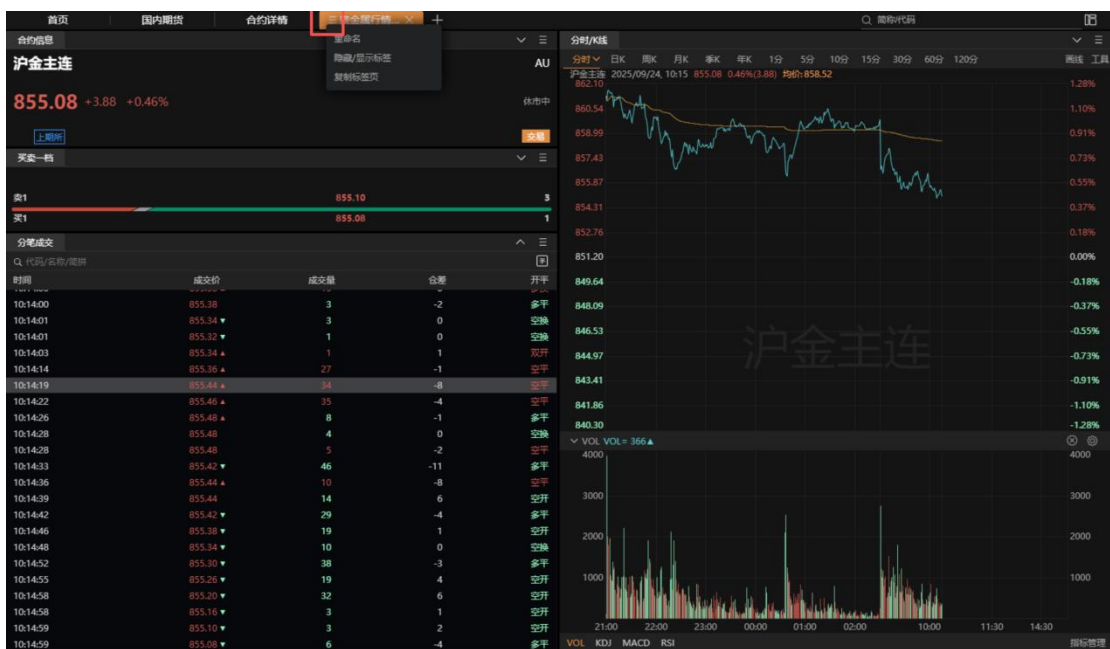 首页 国内期货 合约详情 金属行情... × + 简称/代码
合约信息
重命名
隐藏/显示标签
复制标签页
沪金主连 AU
855.08 +3.88 +0.46% 休市中
上期所 交易
买卖一档
卖1 855.10 3
买1 855.08 1
分笔成交
代码/名称/简拼
时间 成交价 成交量 仓差 开平
10:14:00 855.38 3 -2 多平
10:14:01 855.34▼ 3 0 空换
10:14:01 855.32▼ 1 0 空换
10:14:03 855.34▲ 1 1 双开
10:14:14 855.36▲ 27 -1 空平
10:14:19 855.44▲ 34 -8 空平
10:14:22 855.46▲ 35 -4 空平
10:14:26 855.48▲ 8 -1 多平
10:14:28 855.48 4 0 空换
10:14:28 855.48 5 -2 空平
10:14:33 855.42▼ 46 -11 多平
10:14:36 855.44▲ 10 -8 空平
10:14:39 855.44 14 6 空开
10:14:42 855.42▼ 29 -4 多平
10:14:46 855.38▼ 19 1 空开
10:14:48 855.34▼ 10 0 空换
10:14:52 855.30▼ 38 -3 多平
10:14:55 855.26▼ 19 4 空开
10:14:58 855.20▼ 32 6 空开
10:14:58 855.16▼ 3 1 空开
10:14:59 855.10▼ 3 2 空开
10:14:59 855.08▼ 6 -4 多平
分时/K线
分时 日K 周K 月K 季K 年K 1分 5分 10分 15分 30分 60分 120分 画线 工具
沪金主连 2025/09/24, 10:15 855.08 0.46%(3.88) 均价:858.52
862.10 1.28%
860.54 1.10%
858.99 0.91%
857.43 0.73%
855.87 0.55%
854.31 0.37%
852.76 0.18%
851.20 0.00%
849.64 -0.18%
848.09 -0.37%
846.53 -0.55%
沪金主连
844.97 -0.73%
843.41 -0.91%
841.86 -1.10%
840.30 -1.28%
VOL VOL= 366▲
4000 4000
3000 3000
2000 2000
1000 1000
21:00 22:00 23:00 00:00 01:00 02:00 10:00 11:30 14:30
VOL KDJ MACD RSI 指标管理